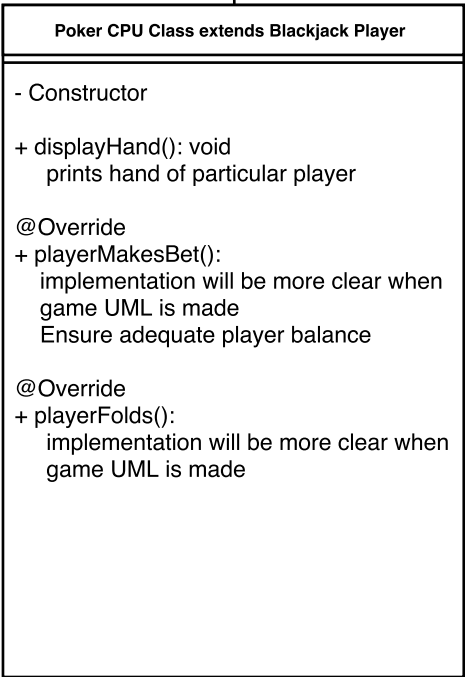 Poker CPU Class extends Blackjack Player
- Constructor
+ displayHand(): void
prints hand of particular player
@Override
+ playerMakesBet():
implementation will be more clear when
game UML is made
Ensure adequate player balance
@Override
+ playerFolds():
implementation will be more clear when
game UML is made